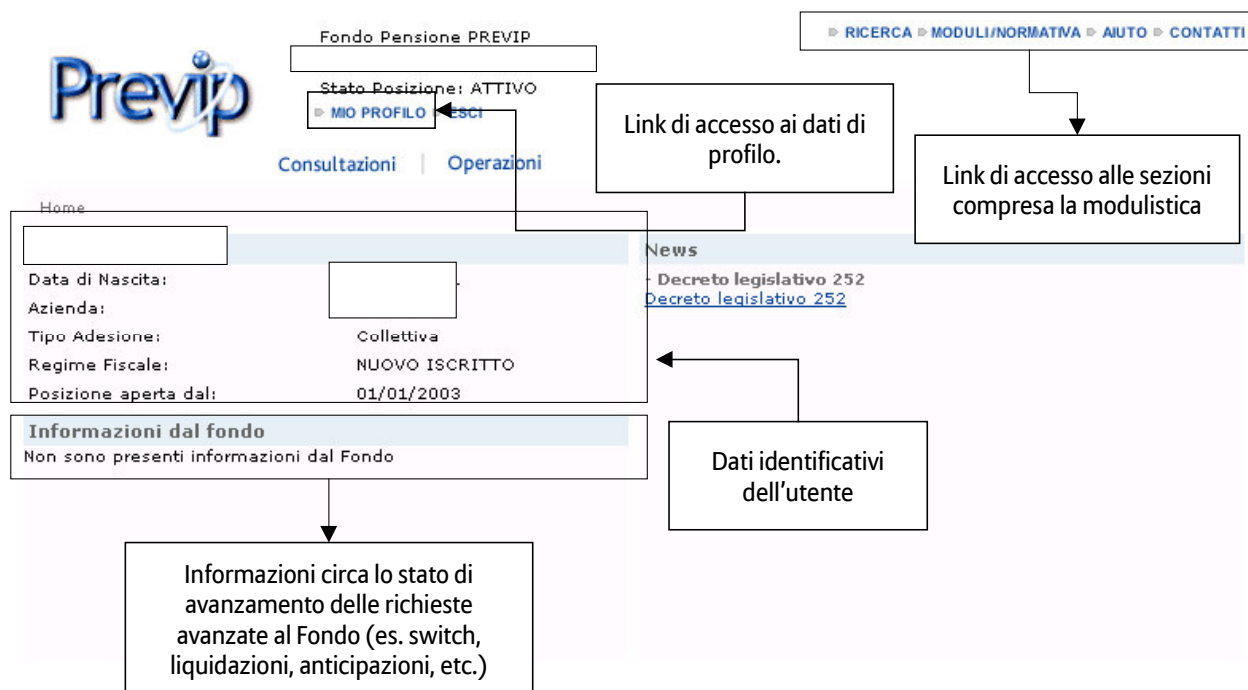 Previp
Fondo Pensione PREVIP
Stato Posizione: ATTIVO
MIO PROFILO ESCI
RICERCA MODULI/NORMATIVA AIUTO CONTATTI
Consultazioni | Operazioni
Link di accesso ai dati di
profilo.
Link di accesso alle sezioni
compresa la modulistica
Home
Data di Nascita:
Azienda:
Tipo Adesione: Collettiva
Regime Fiscale: NUOVO ISCRITTO
Posizione aperta dal: 01/01/2003
News
- Decreto legislativo 252
Decreto legislativo 252
Informazioni dal fondo
Non sono presenti informazioni dal Fondo
Dati identificativi
dell'utente
Informazioni circa lo stato di
avanzamento delle richieste
avanzate al Fondo (es. switch,
liquidazioni, anticipazioni, etc.)